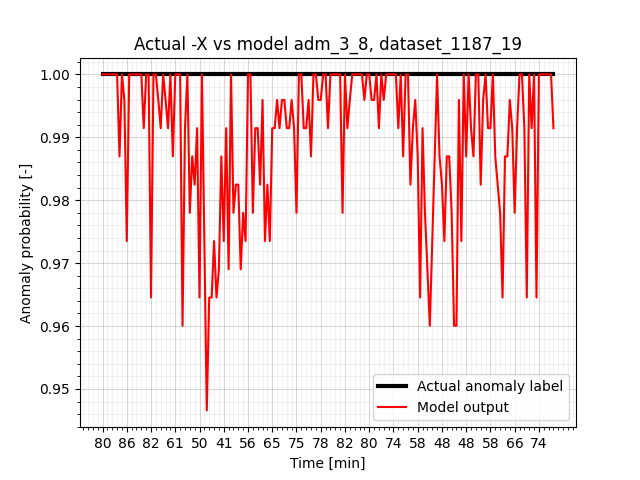 Actual -X vs model adm_3_8, dataset_1187_19
1.00
0.99
0.98
0.97
0.96
0.95
Anomaly probability [-]
Actual anomaly label
Model output
80 86 82 61 50 41 56 65 75 78 82 80 74 58 48 48 58 66 74
Time [min]